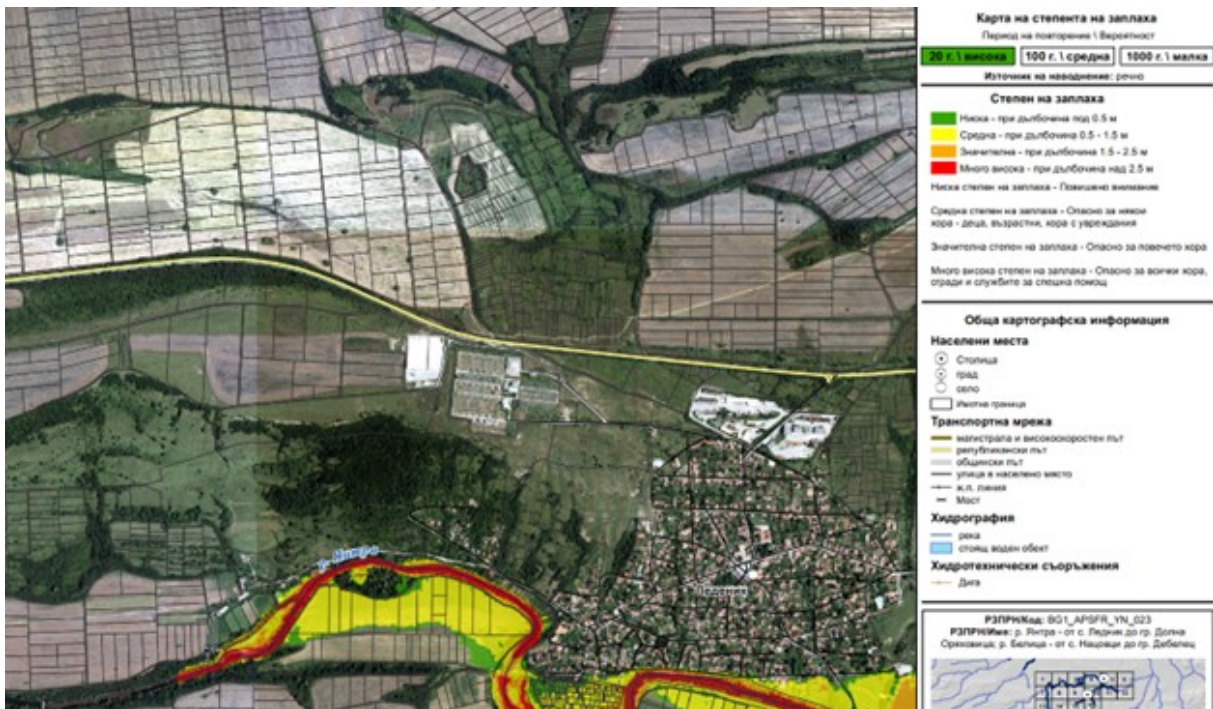 Карта на степента на заплаха
Период на повторение \ Вероятност
20 г. \ висока
100 г. \ средна
1000 г. \ малка
Източник на наводнение: речно
Степен на заплаха
Ниска - при дълбочина под 0.5 м
Средна - при дълбочина 0.5 - 1.5 м
Значителна - при дълбочина 1.5 - 2.5 м
Много висока - при дълбочина над 2.5 м
Ниска степен на заплаха - Повишено внимание
Средна степен на заплаха - Опасно за някои
хора - деца, възрастни, хора с увреждания
Значителна степен на заплаха - Опасно за повечето хора
Много висока степен на заплаха - Опасно за всички хора,
сгради и службите за спешна помощ
Обща картографска информация
Населени места
Столица
град
село
Имотна граница
Транспортна мрежа
магистрала и високоскоростен път
републикански път
общински път
улица в населено място
ж.п. линия
Мост
Хидрография
река
стоящ воден обект
Хидротехнически съоръжения
Дига
РЗПРН/Код: BG1_APSFR_YN_023
РЗПРН/Име: р. Янтра - от с. Ледник до гр. Долна
Оряховица; р. Белица - от с. Нацовци до гр. Дебелец
р. Янтра
Леденик